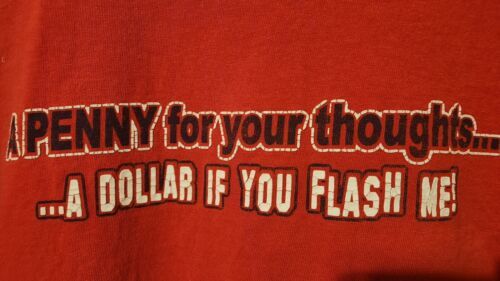 A PENNY for your thoughts...
...A DOLLAR IF YOU FLASH ME!